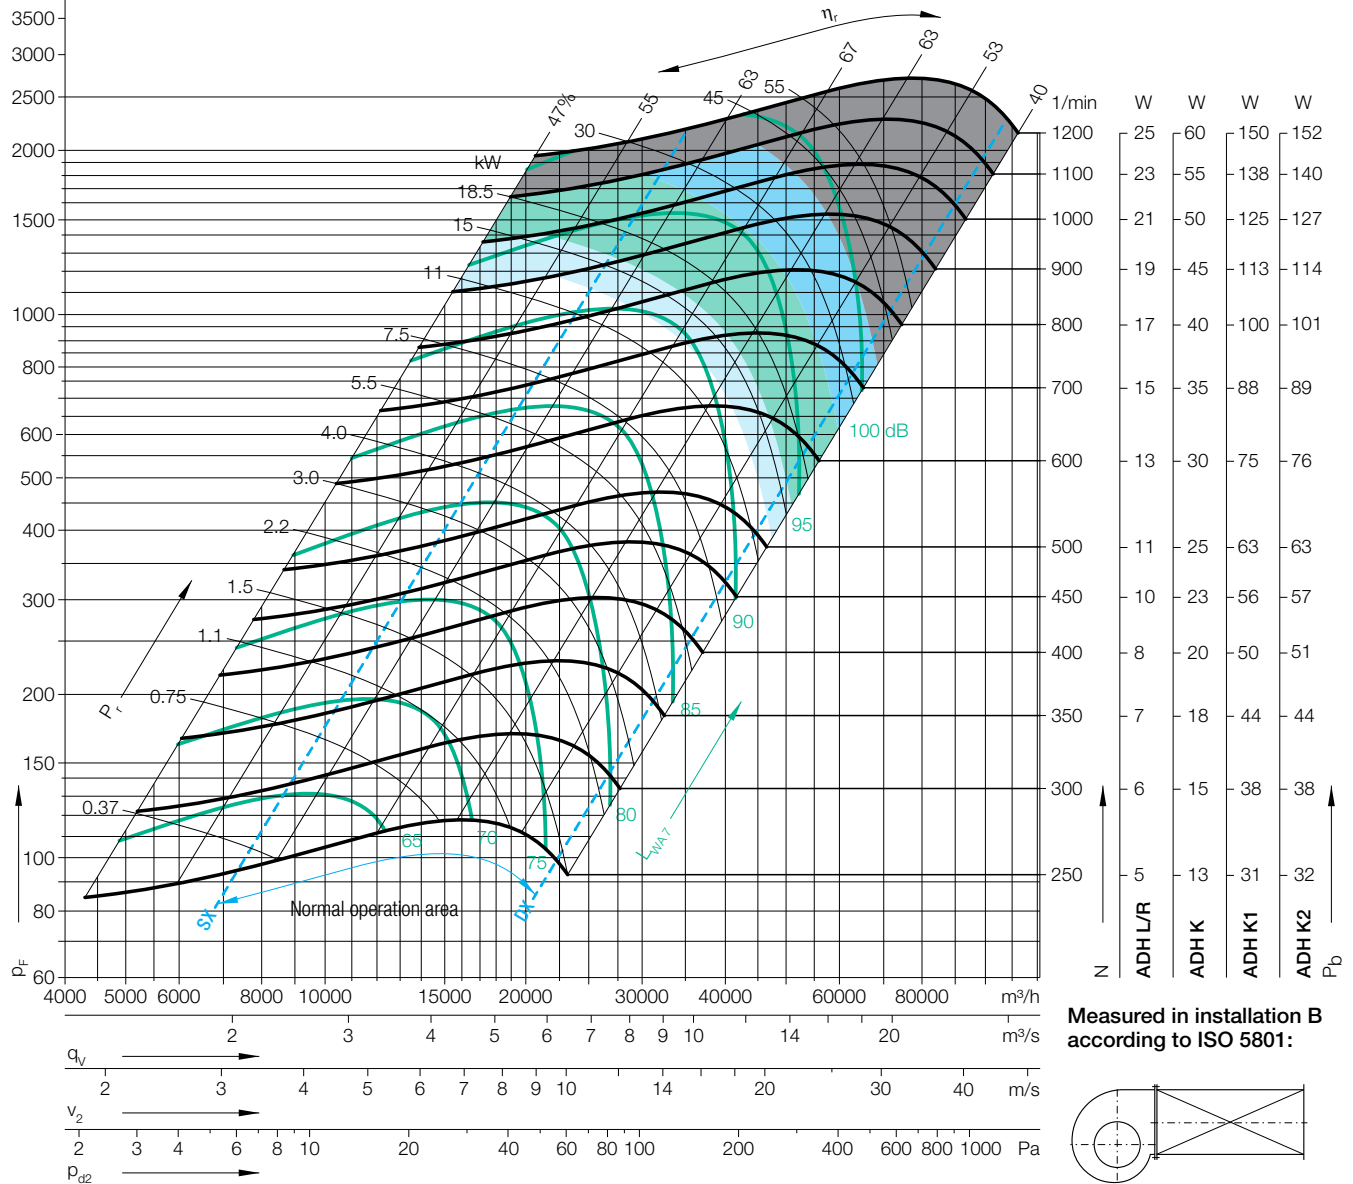 3500
3000
2500
2000
1500
1000
800
600
500
400
300
200
150
100
80
60
pF
ηr
47%
55
63
67
63
53
40
45
55
30
kW
18.5
15
11
7.5
5.5
4.0
3.0
2.2
1.5
1.1
0.75
0.37
Pr
100 dB
95
90
85
80
75
70
65
LWA7
SX
DX
Normal operation area
1/min W W W W
1200 25 60 150 152
1100 23 55 138 140
1000 21 50 125 127
900 19 45 113 114
800 17 40 100 101
700 15 35 88 89
600 13 30 75 76
500 11 25 63 63
450 10 23 56 57
400 8 20 50 51
350 7 18 44 44
300 6 15 38 38
250 5 13 31 32
N ADH L/R ADH K ADH K1 ADH K2 Pb
4000 5000 6000 8000 10000 15000 20000 30000 40000 60000 80000 m³/h
2 3 4 5 6 7 8 9 10 14 20 m³/s
qV
2 3 4 5 6 7 8 9 10 14 20 30 40 m/s
v2
2 3 4 6 8 10 20 40 60 80 100 200 400 600 800 1000 Pa
pd2
Measured in installation B
according to ISO 5801: